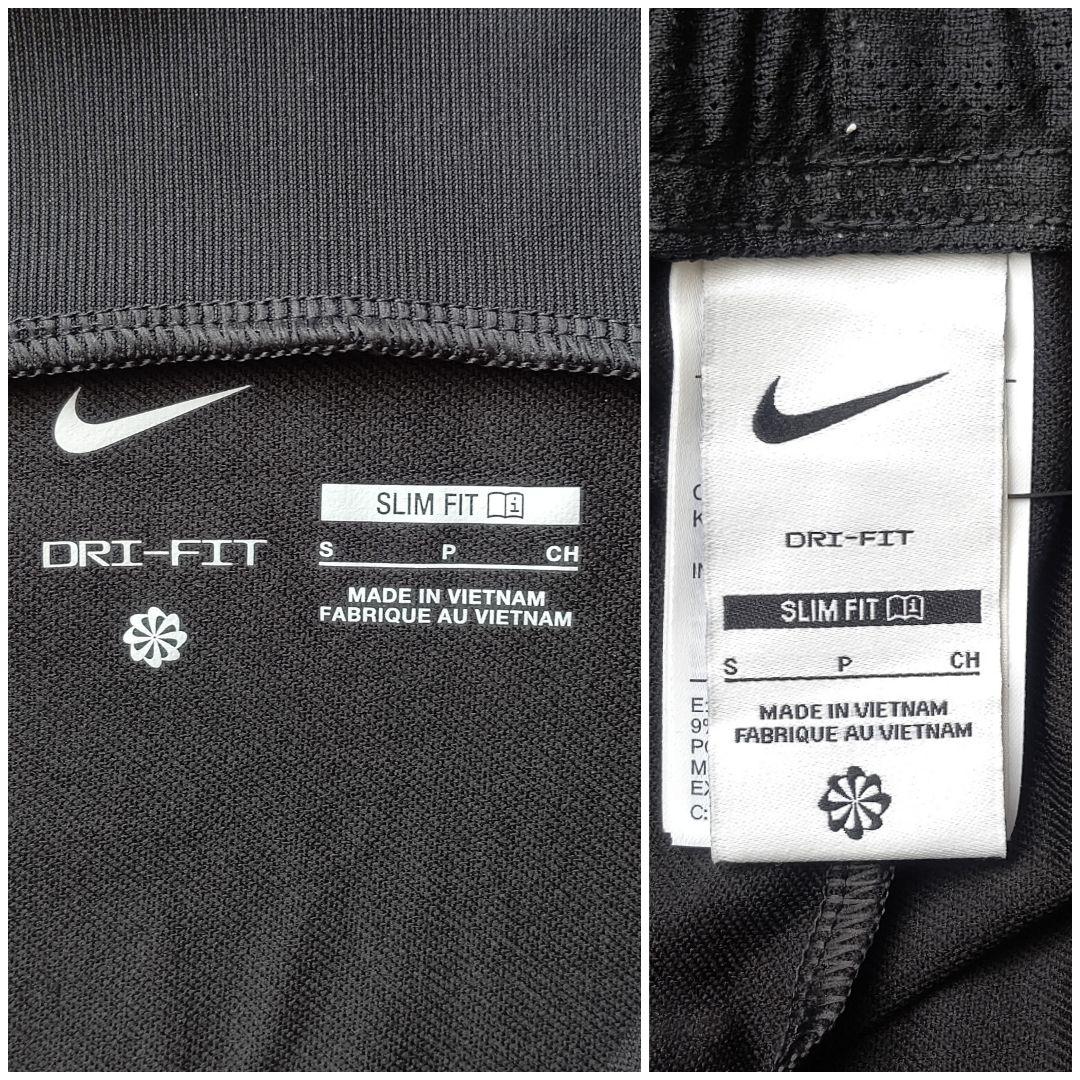 DRI-FIT
SLIM FIT
S P CH
MADE IN VIETNAM
FABRIQUE AU VIETNAM
DRI-FIT
SLIM FIT
S P CH
MADE IN VIETNAM
FABRIQUE AU VIETNAM